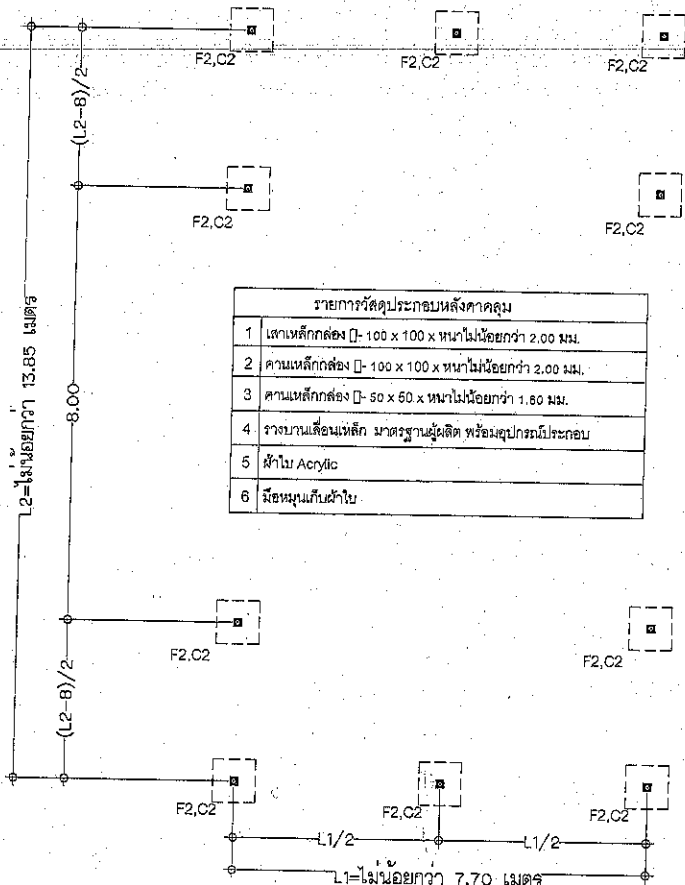 F2,C2
F2,C2
F2,C2
(L2-8)/2
F2,C2
F2,C2
รายการวัสดุประกอบหลังคาคลุม
1 เสาเหล็กกล่อง ▯- 100 x 100 x หนาไม่น้อยกว่า 2.00 มม.
2 คานเหล็กกล่อง ▯- 100 x 100 x หนาไม่น้อยกว่า 2.00 มม.
3 คานเหล็กกล่อง ▯- 50 x 50 x หนาไม่น้อยกว่า 1.60 มม.
4 รางบานเลื่อนเหล็ก มาตรฐานผู้ผลิต พร้อมอุปกรณ์ประกอบ
5 ผ้าใบ Acrylic
6 มือหมุนเก็บผ้าใบ
L2=ไม่น้อยกว่า 13.85 เมตร
8.00
F2,C2
F2,C2
(L2-8)/2
F2,C2
F2,C2
F2,C2
L1/2
L1/2
L1=ไม่น้อยกว่า 7.70 เมตร